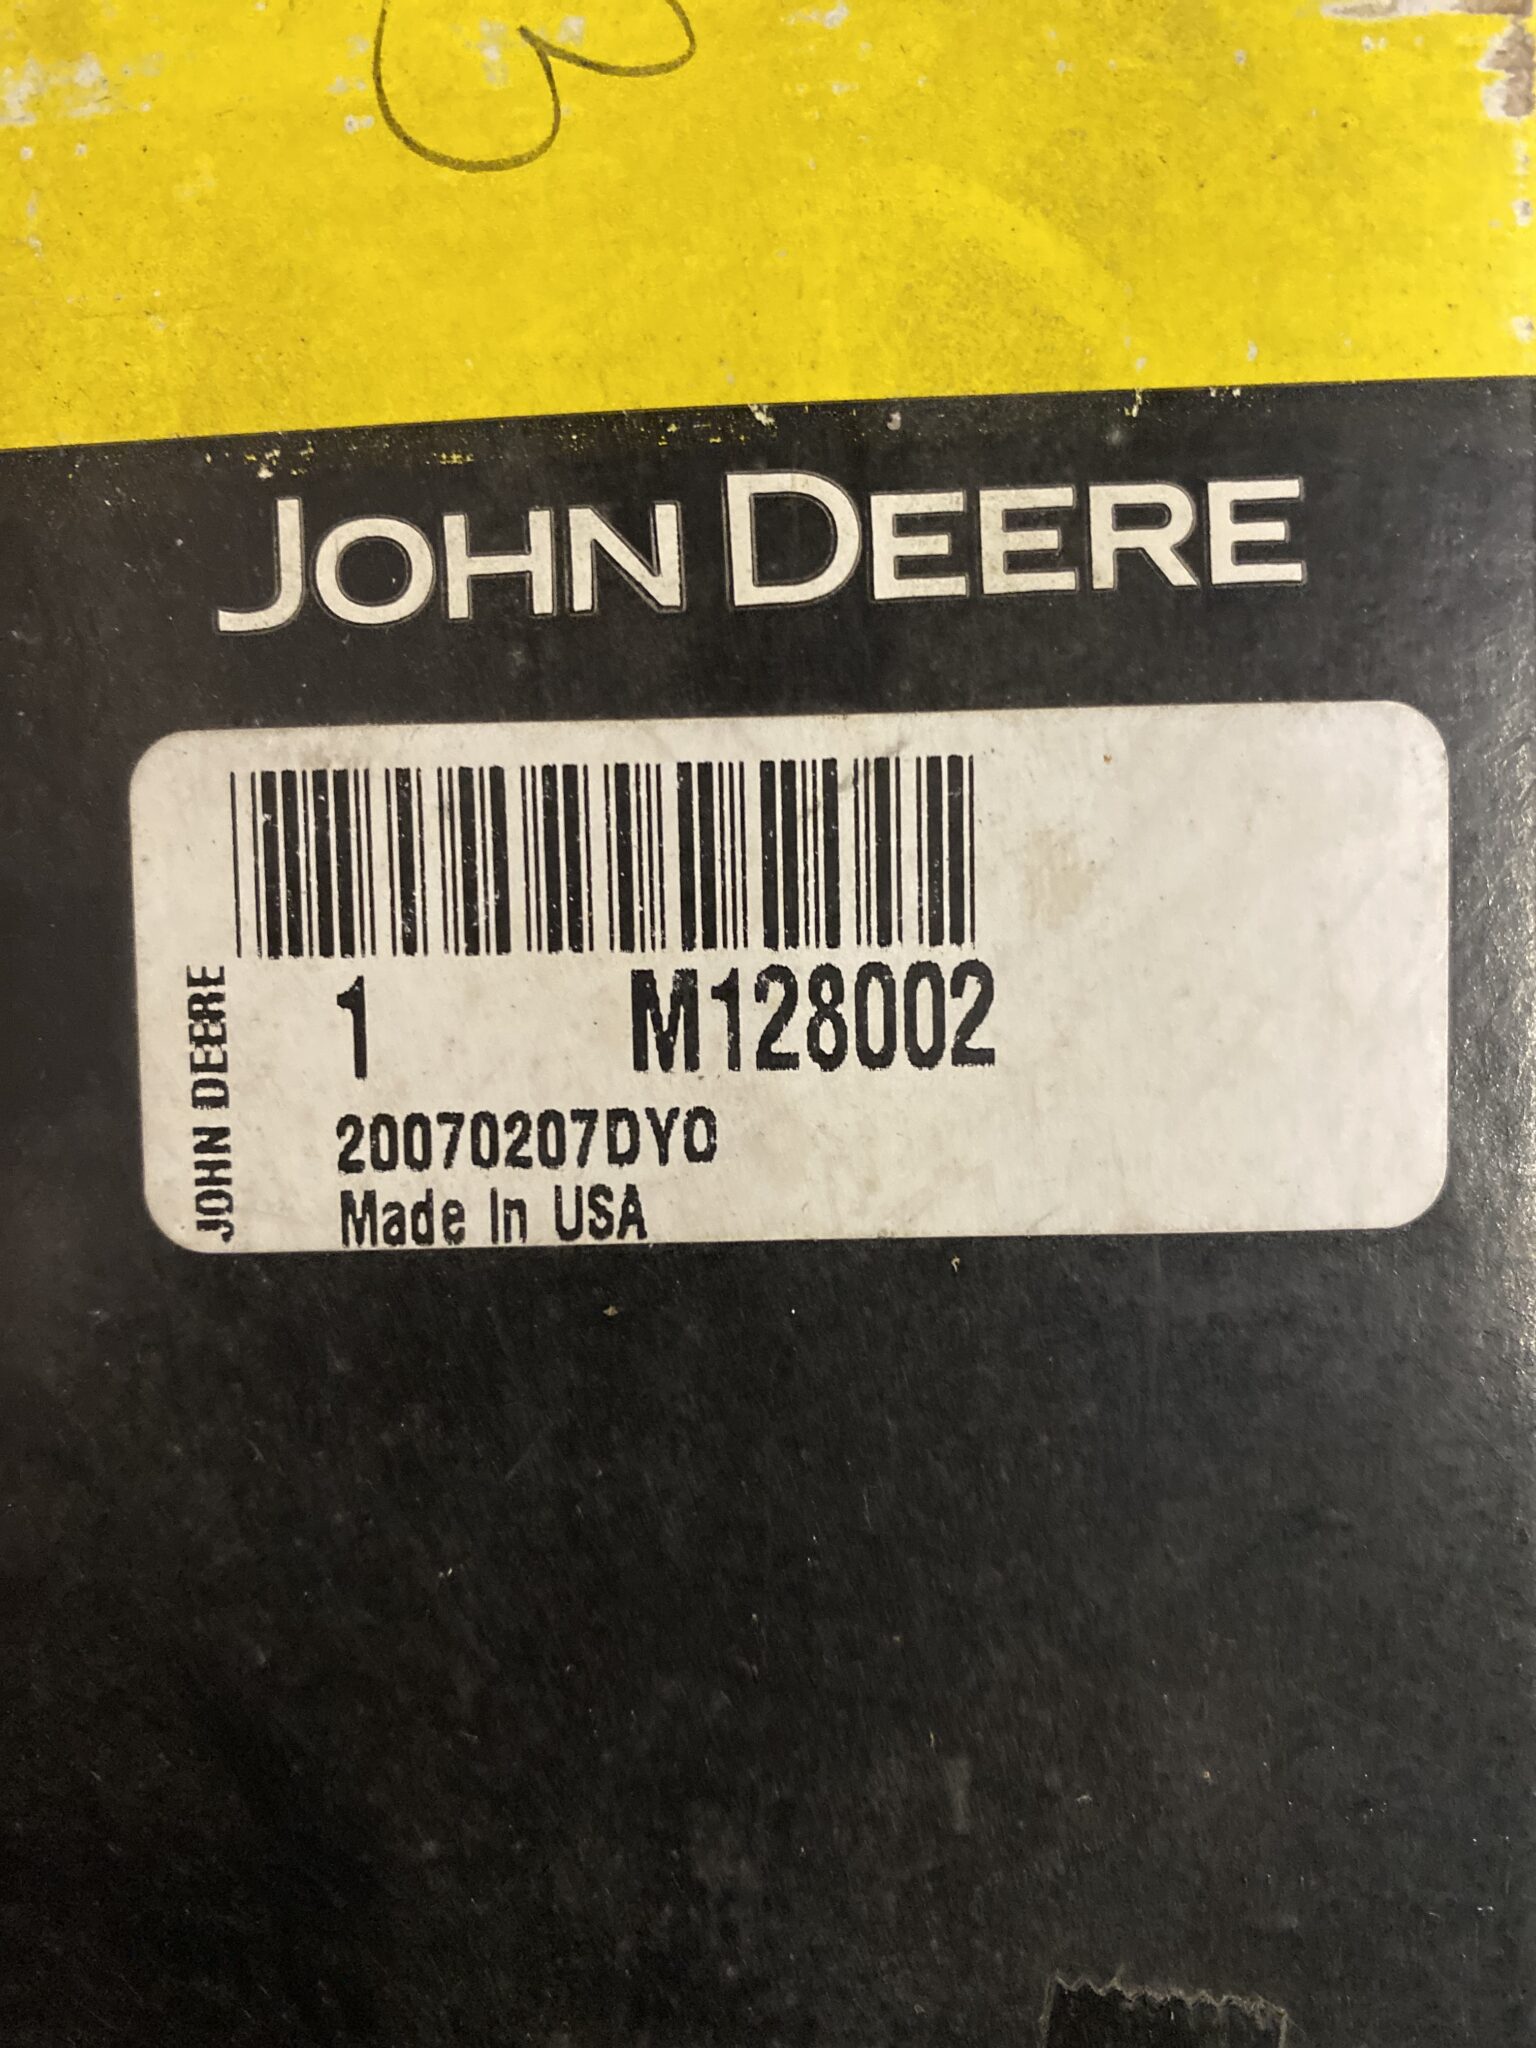 JOHN DEERE
JOHN DEERE
1 M128002
20070207DYO
Made In USA